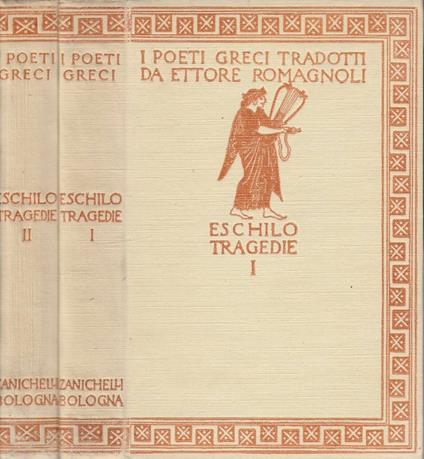 I POETI
GRECI
ESCHILO
TRAGEDIE
II
ZANICHELLI
BOLOGNA
I POETI
GRECI
ESCHILO
TRAGEDIE
I
ZANICHELLI
BOLOGNA
I POETI GRECI TRADOTTI
DA ETTORE ROMAGNOLI
ESCHILO
TRAGEDIE
I